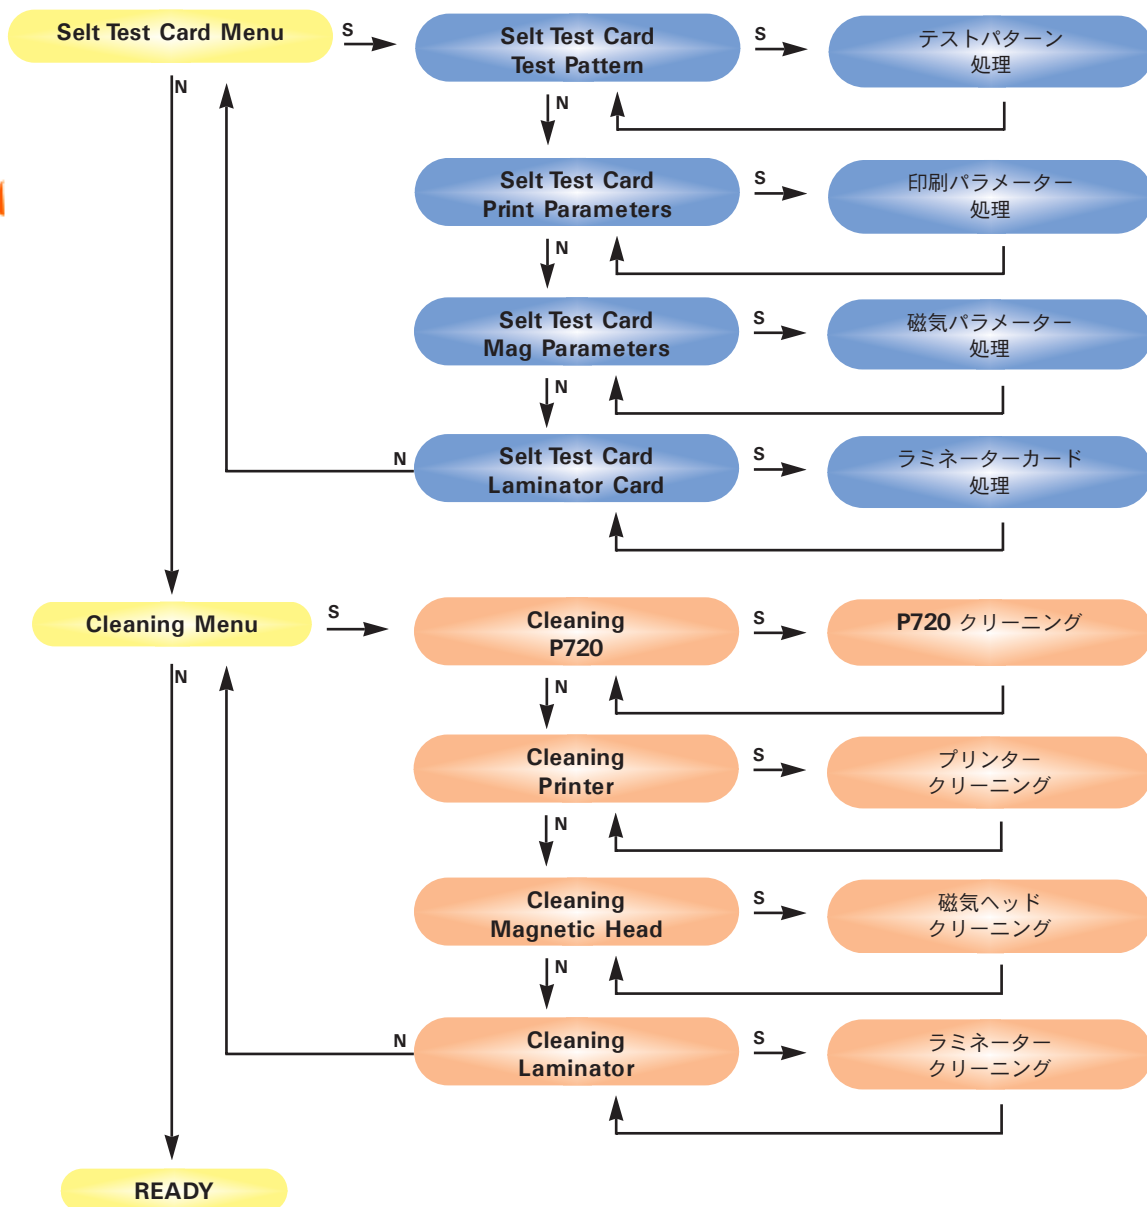 Selt Test Card Menu
S
Selt Test Card
Test Pattern
S
テストパターン
処理
N
N
Selt Test Card
Print Parameters
S
印刷パラメーター
処理
N
Selt Test Card
Mag Parameters
S
磁気パラメーター
処理
N
N
Selt Test Card
Laminator Card
S
ラミネーターカード
処理
Cleaning Menu
S
Cleaning
P720
S
P720 クリーニング
N
N
Cleaning
Printer
S
プリンター
クリーニング
N
Cleaning
Magnetic Head
S
磁気ヘッド
クリーニング
N
N
Cleaning
Laminator
S
ラミネーター
クリーニング
READY